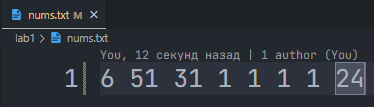 nums.txt M ×
lab1 > nums.txt
You, 12 секунд назад | 1 author (You)
1 6 51 31 1 1 1 1 24